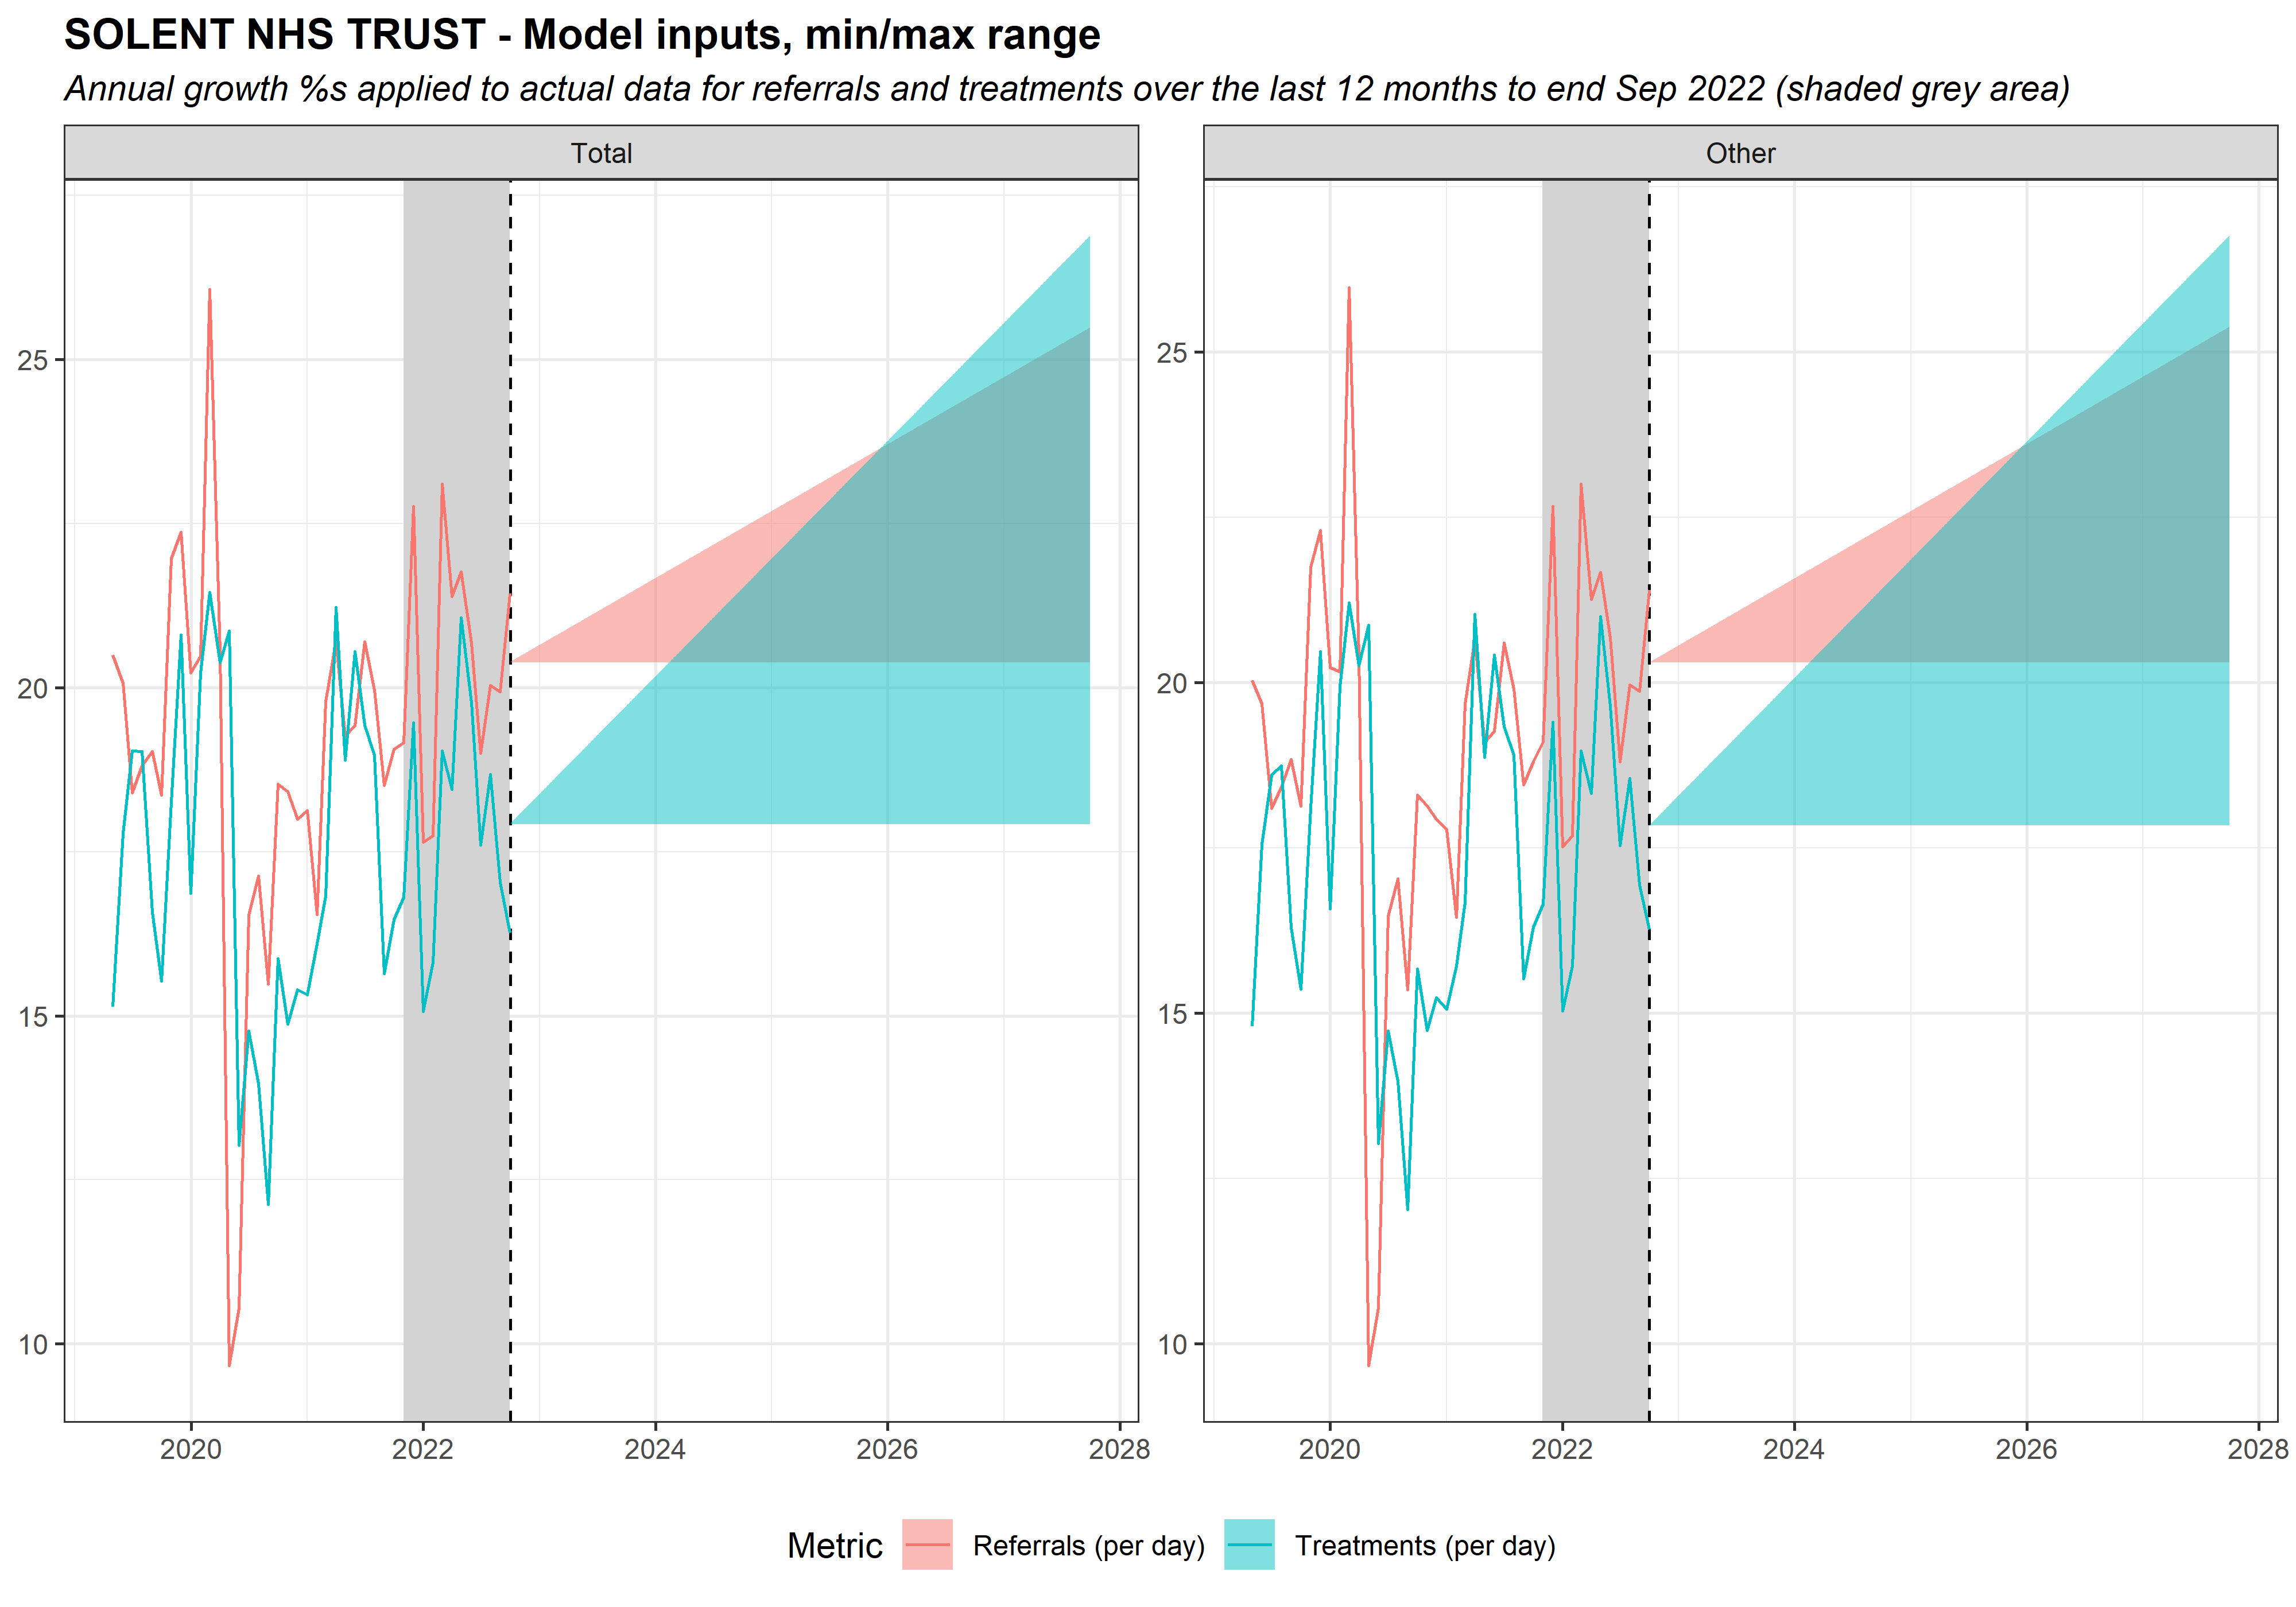 SOLENT NHS TRUST - Model inputs, min/max range
Annual growth %s applied to actual data for referrals and treatments over the last 12 months to end Sep 2022 (shaded grey area)
Total
25
20
15
10
2020 2022 2024 2026 2028
Other
25
20
15
10
2020 2022 2024 2026 2028
Metric Referrals (per day) Treatments (per day)